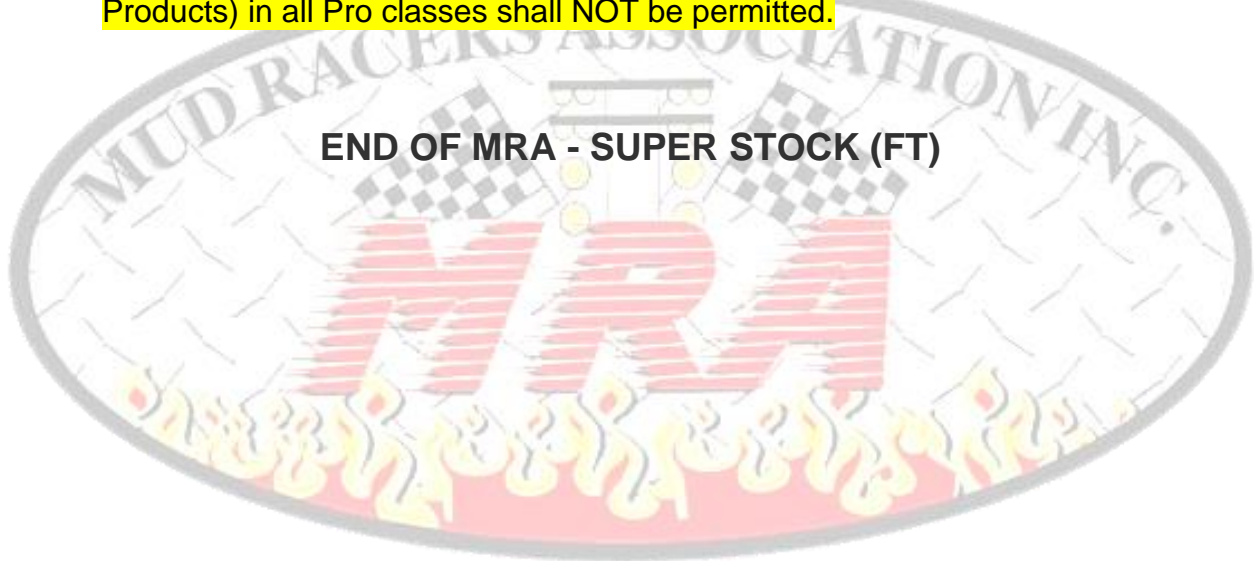 Products) in all Pro classes shall NOT be permitted.
MUD RACERS ASSOCIATION INC.
END OF MRA - SUPER STOCK (FT)
MRA